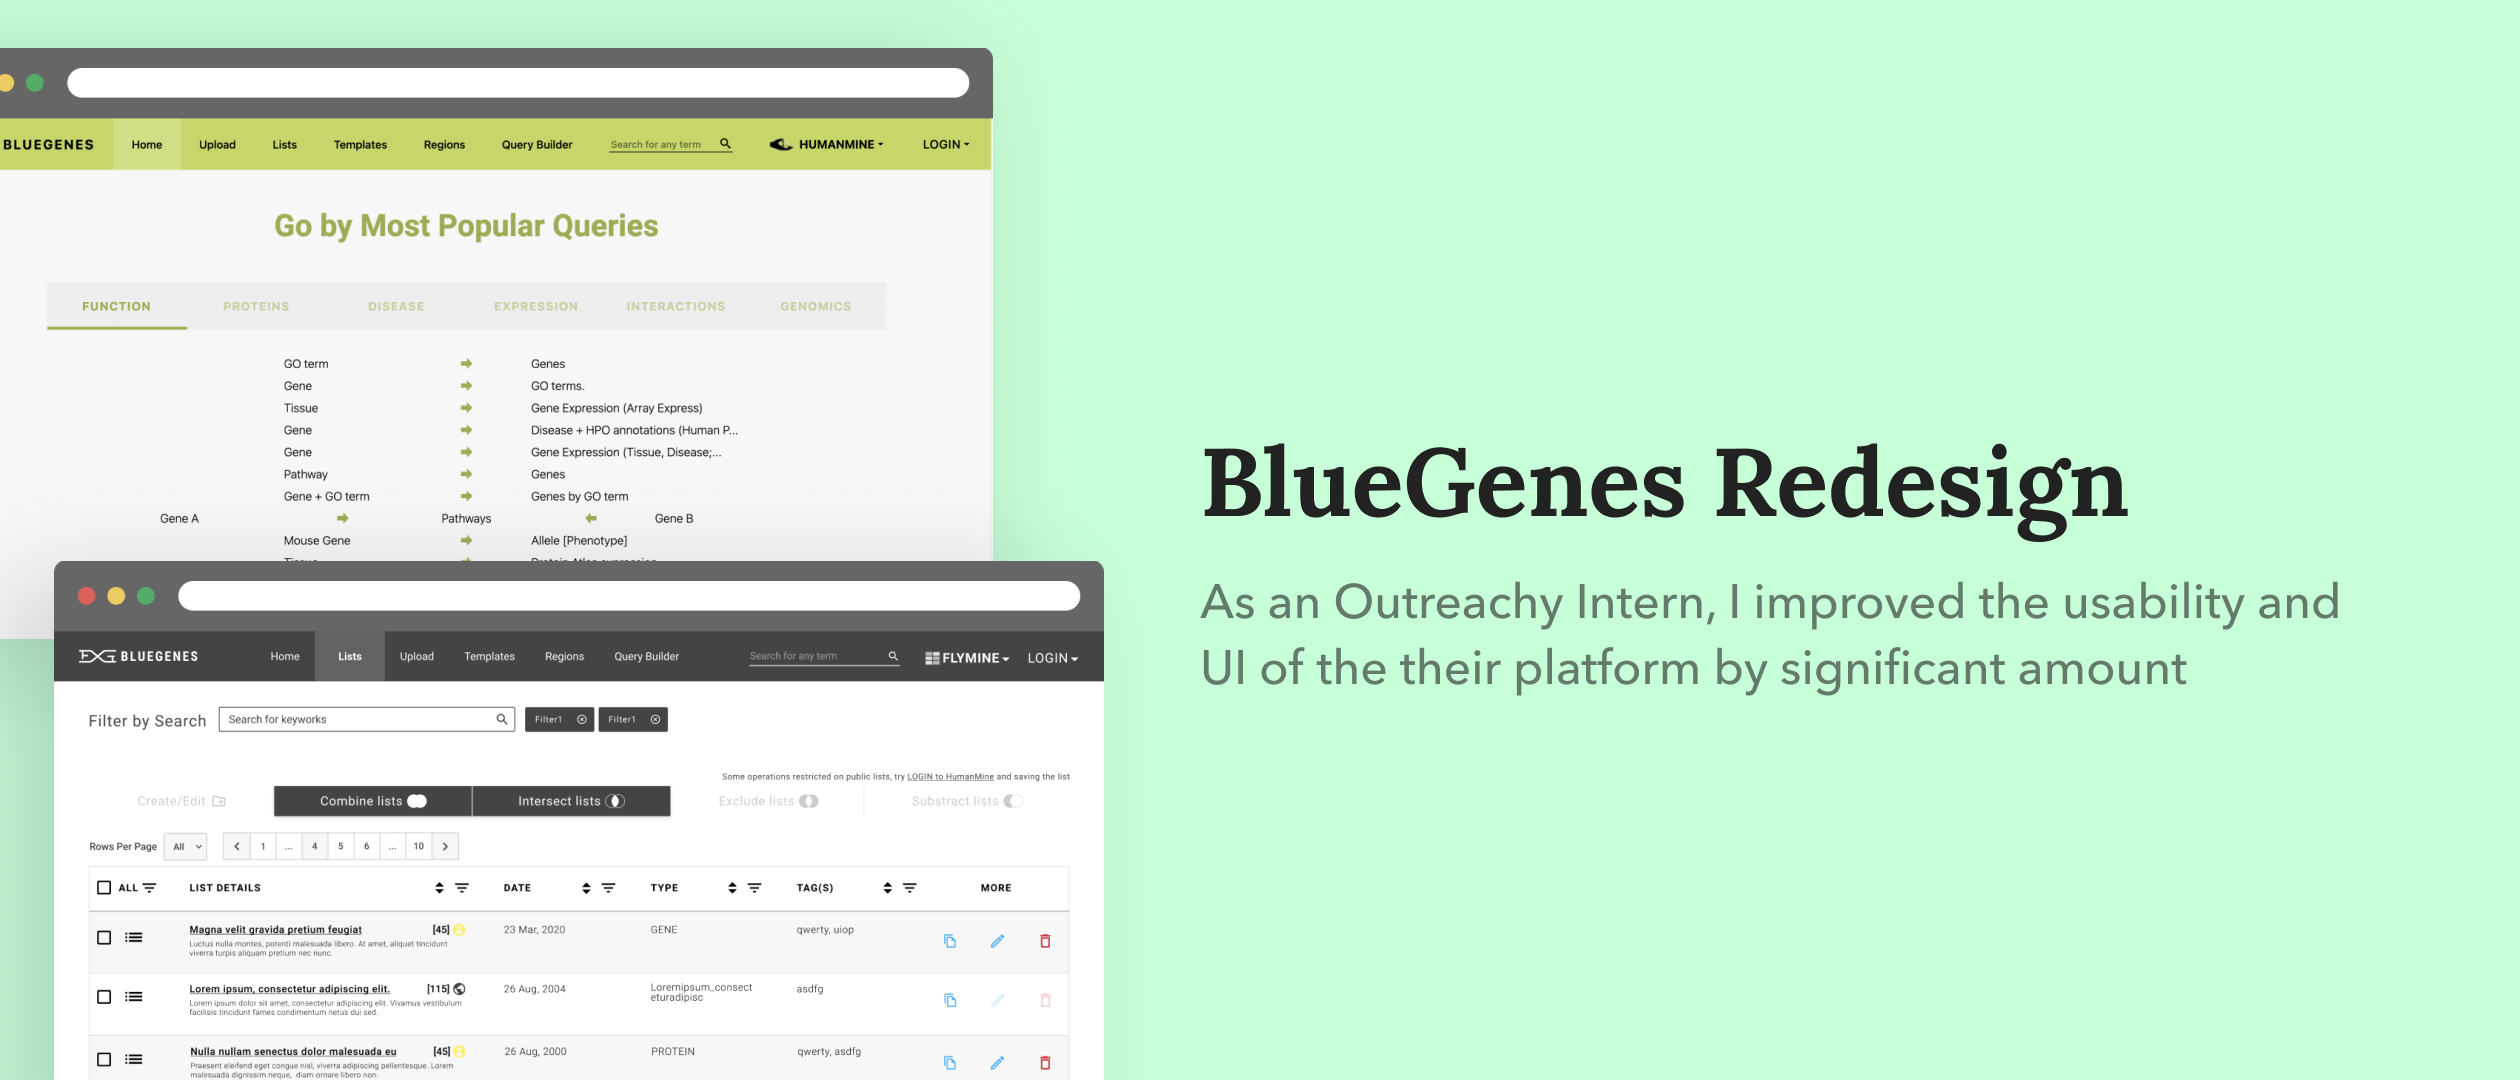 BLUEGENES Home Upload Lists Templates Regions Query Builder Search for any term HUMANMINE LOGIN
Go by Most Popular Queries
FUNCTION PROTEINS DISEASE EXPRESSION INTERACTIONS GENOMICS
GO term Genes
Gene GO terms.
Tissue Gene Expression (Array Express)
Gene Disease + HPO annotations (Human P...
Gene Gene Expression (Tissue, Disease;...
Pathway Genes
Gene + GO term Genes by GO term
Gene A Pathways Gene B
Mouse Gene Allele [Phenotype]
BLUEGENES Home Lists Upload Templates Regions Query Builder Search for any term FLYMINE LOGIN
Filter by Search Search for keyworks Filter1 Filter1
Some operations restricted on public lists, try LOGIN to HumanMine and saving the list
Create/Edit Combine lists Intersect lists Exclude lists Substract lists
Rows Per Page All 1 ... 4 5 6 ... 10
ALL LIST DETAILS DATE TYPE TAG(S) MORE
Magna velit gravida pretium feugiat [45] 23 Mar, 2020 GENE qwerty, uiop
Luctus nulla montes, potenti malesuada libero. At amet, aliquet tincidunt
viverra turpis aliquam pretium nec nunc.
Lorem ipsum, consectetur adipiscing elit. [115] 26 Aug, 2004 Loremipsum_consect asdfg
eturadipisc
Lorem ipsum dolor sit amet, consectetur adipiscing elit. Vivamus vestibulum
facilisis tincidunt fames condimentum netus dui sed.
Nulla nullam senectus dolor malesuada eu [45] 26 Aug, 2000 PROTEIN qwerty, asdfg
Praesent eleifend eget congue nisl, viverra adipiscing pellentesque. Lorem
malesuada dignissim neque, diam ornare libero non.
BlueGenes Redesign
As an Outreachy Intern, I improved the usability and
UI of the their platform by significant amount